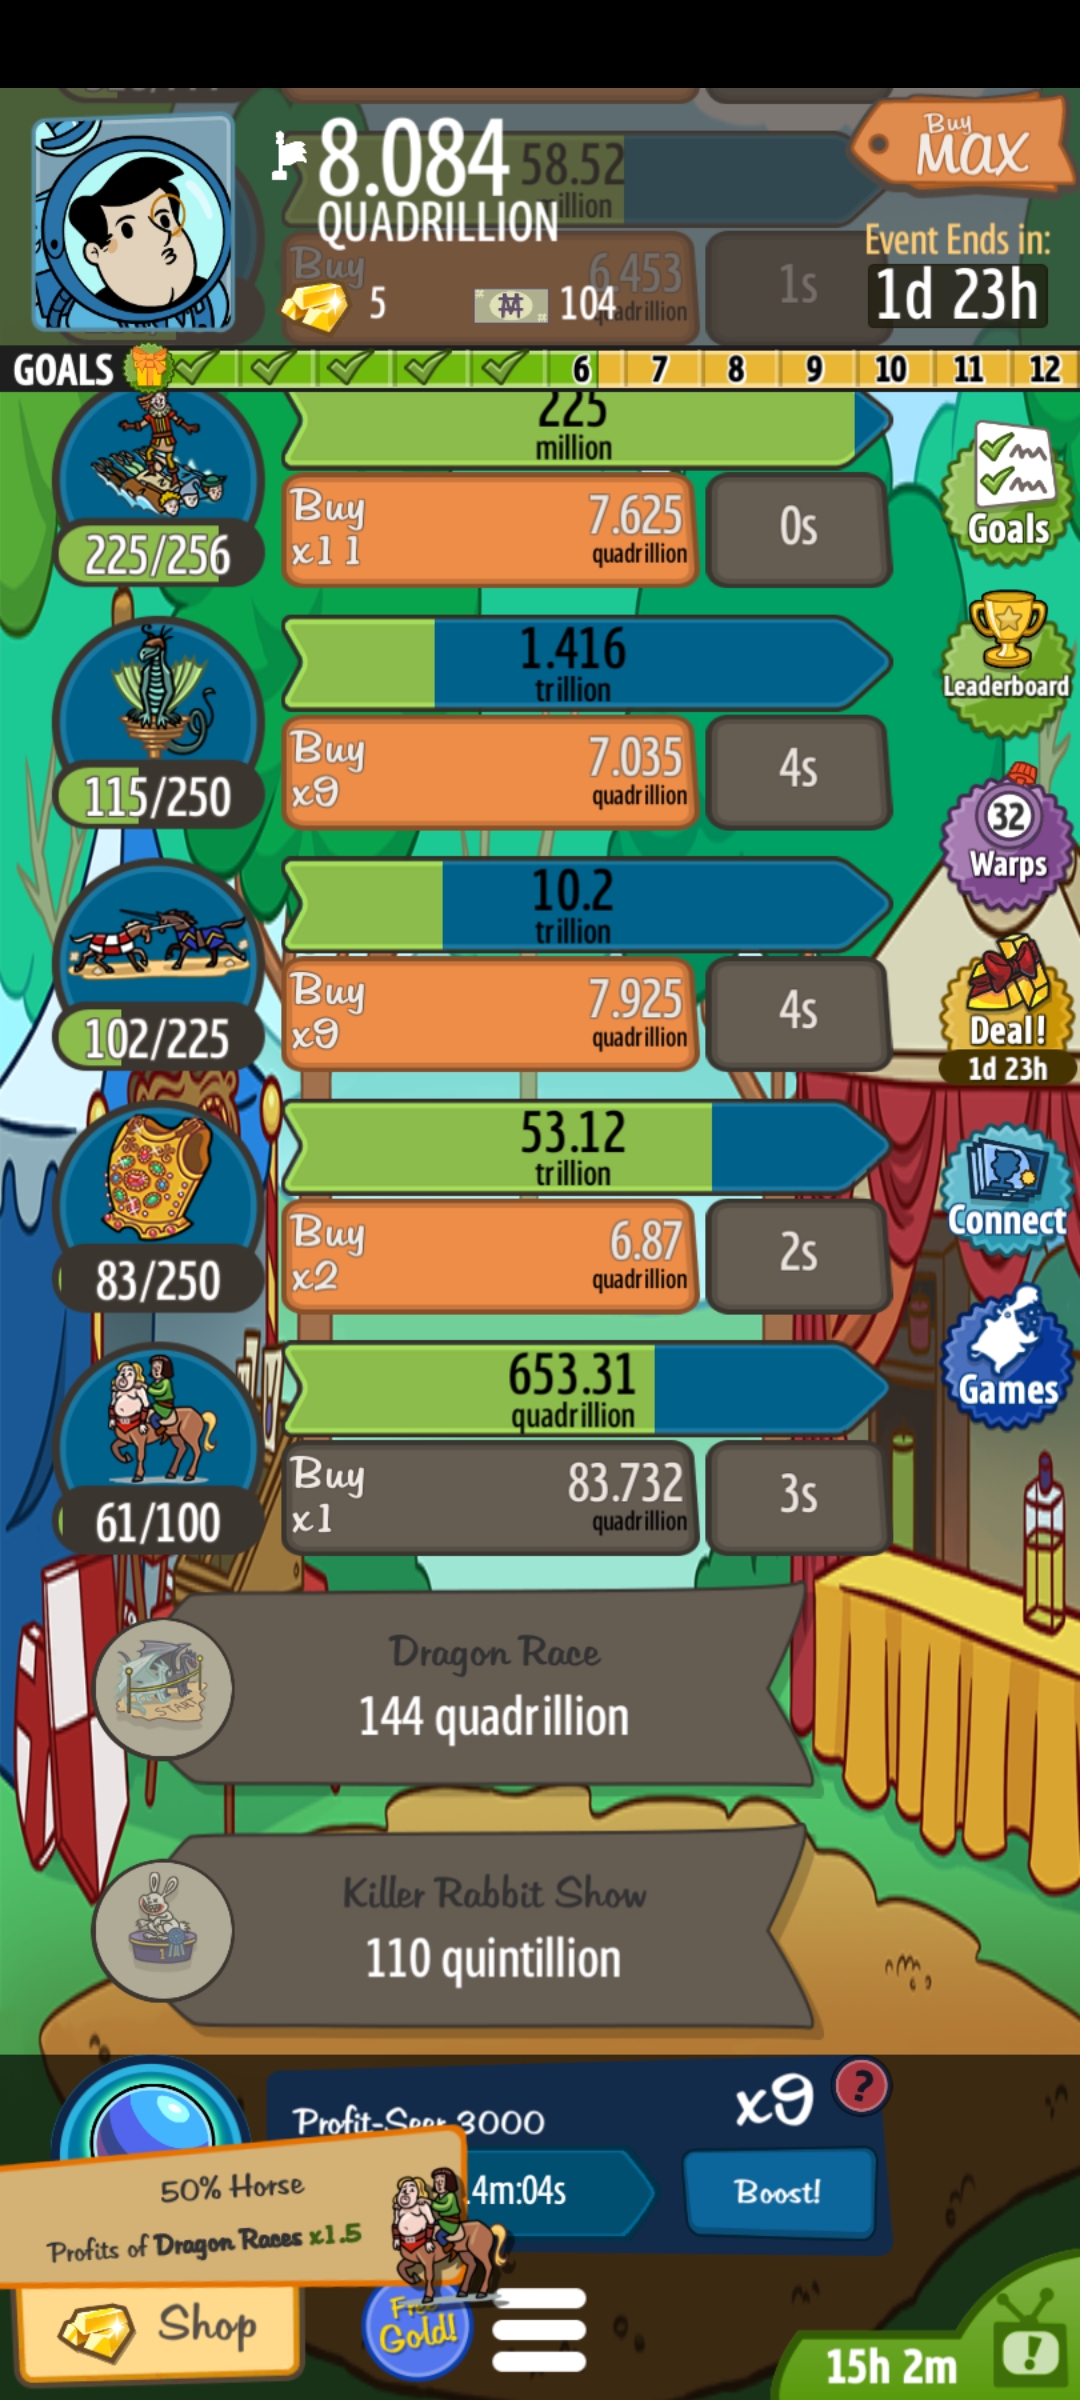 8.084
QUADRILLION
58.52
illion
Buy
MAX
Event Ends in:
1d 23h
5
104
Buy
6.453
quadrillion
1s
GOALS 6 7 8 9 10 11 12
225
million
Buy
x11
7.625
quadrillion
0s
225/256
Goals
1.416
trillion
Buy
x9
7.035
quadrillion
4s
115/250
Leaderboard
32
Warps
10.2
trillion
Buy
x9
7.925
quadrillion
4s
102/225
Deal!
1d 23h
53.12
trillion
Buy
x2
6.87
quadrillion
2s
83/250
Connect
653.31
quadrillion
Buy
x1
83.732
quadrillion
3s
61/100
Games
START
Dragon Race
144 quadrillion
1
Killer Rabbit Show
110 quintillion
Profit-Seer 3000
x9
?
4m:04s
Boost!
50% Horse
Profits of Dragon Races x1.5
Shop
Free
Gold!
15h 2m
!